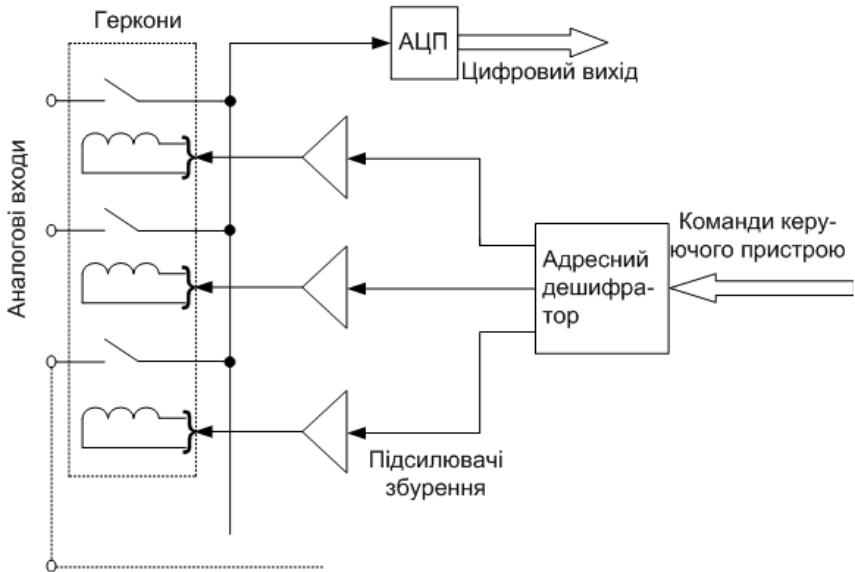 Геркони
АЦП
Цифровий вихід
Аналогові входи
Команди керу-
ючого пристрою
Адресний
дешифра-
тор
Підсилювачі
збурення